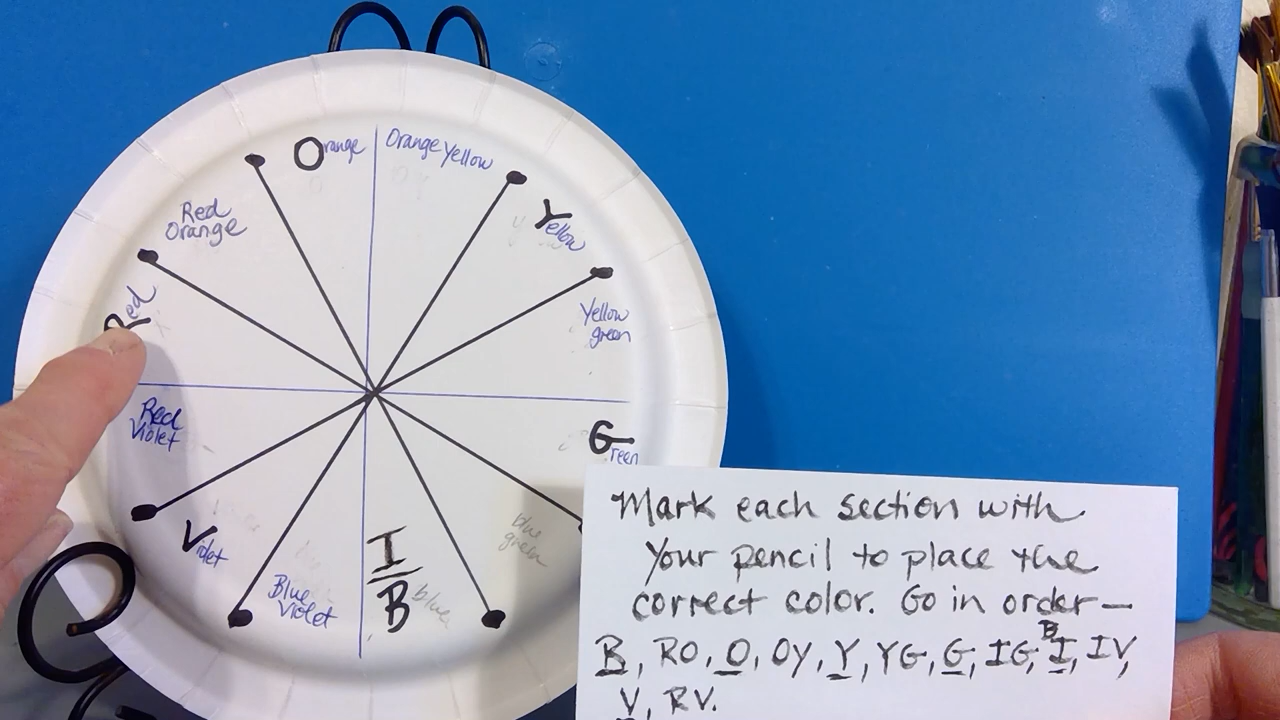 Orange
Orange Yellow
Red
Orange
Yellow
Red
Yellow
green
Red
Violet
Green
Violet
Blue
Violet
I
B
blue
blue
green
Mark each section with
Your pencil to place the
correct color. Go in order—
B, RO, O, OY, Y, YG, G, IG, I, IV,
B
V, RV.